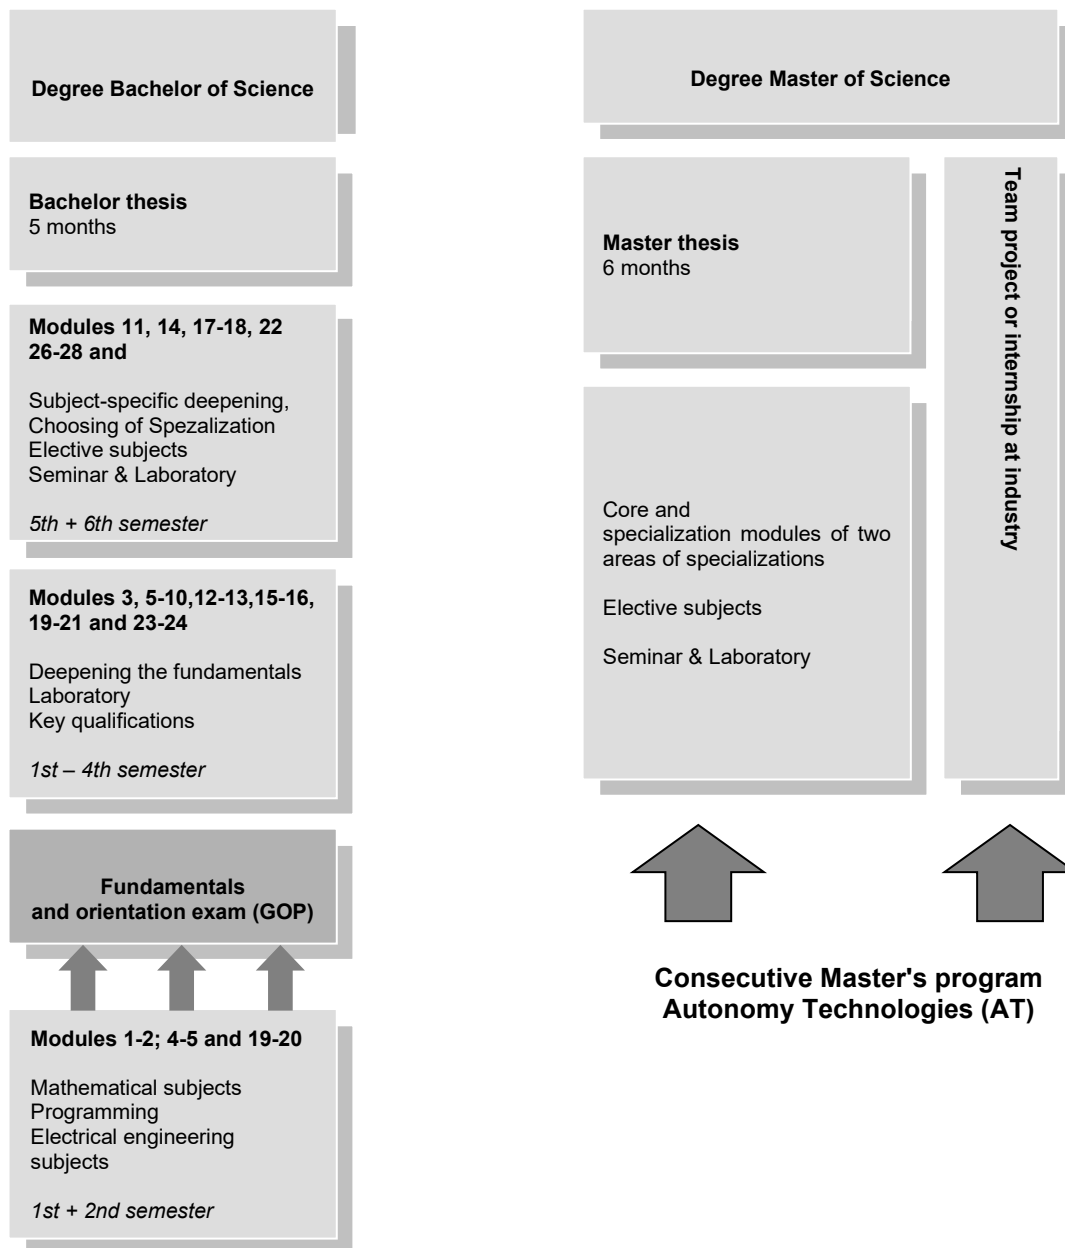 Degree Bachelor of Science
Bachelor thesis
5 months
Modules 11, 14, 17-18, 22
26-28 and
Subject-specific deepening,
Choosing of Spezalization
Elective subjects
Seminar & Laboratory
5th + 6th semester
Modules 3, 5-10,12-13,15-16,
19-21 and 23-24
Deepening the fundamentals
Laboratory
Key qualifications
1st – 4th semester
Fundamentals
and orientation exam (GOP)
Modules 1-2; 4-5 and 19-20
Mathematical subjects
Programming
Electrical engineering
subjects
1st + 2nd semester
Degree Master of Science
Master thesis
6 months
Core and
specialization modules of two
areas of specializations
Elective subjects
Seminar & Laboratory
Team project or internship at industry
Consecutive Master's program
Autonomy Technologies (AT)